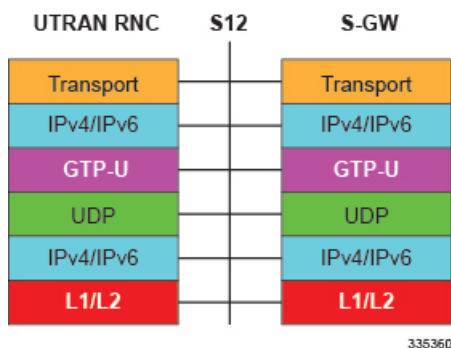 UTRAN RNC S12 S-GW
Transport Transport
IPv4/IPv6 IPv4/IPv6
GTP-U GTP-U
UDP UDP
IPv4/IPv6 IPv4/IPv6
L1/L2 L1/L2
335360